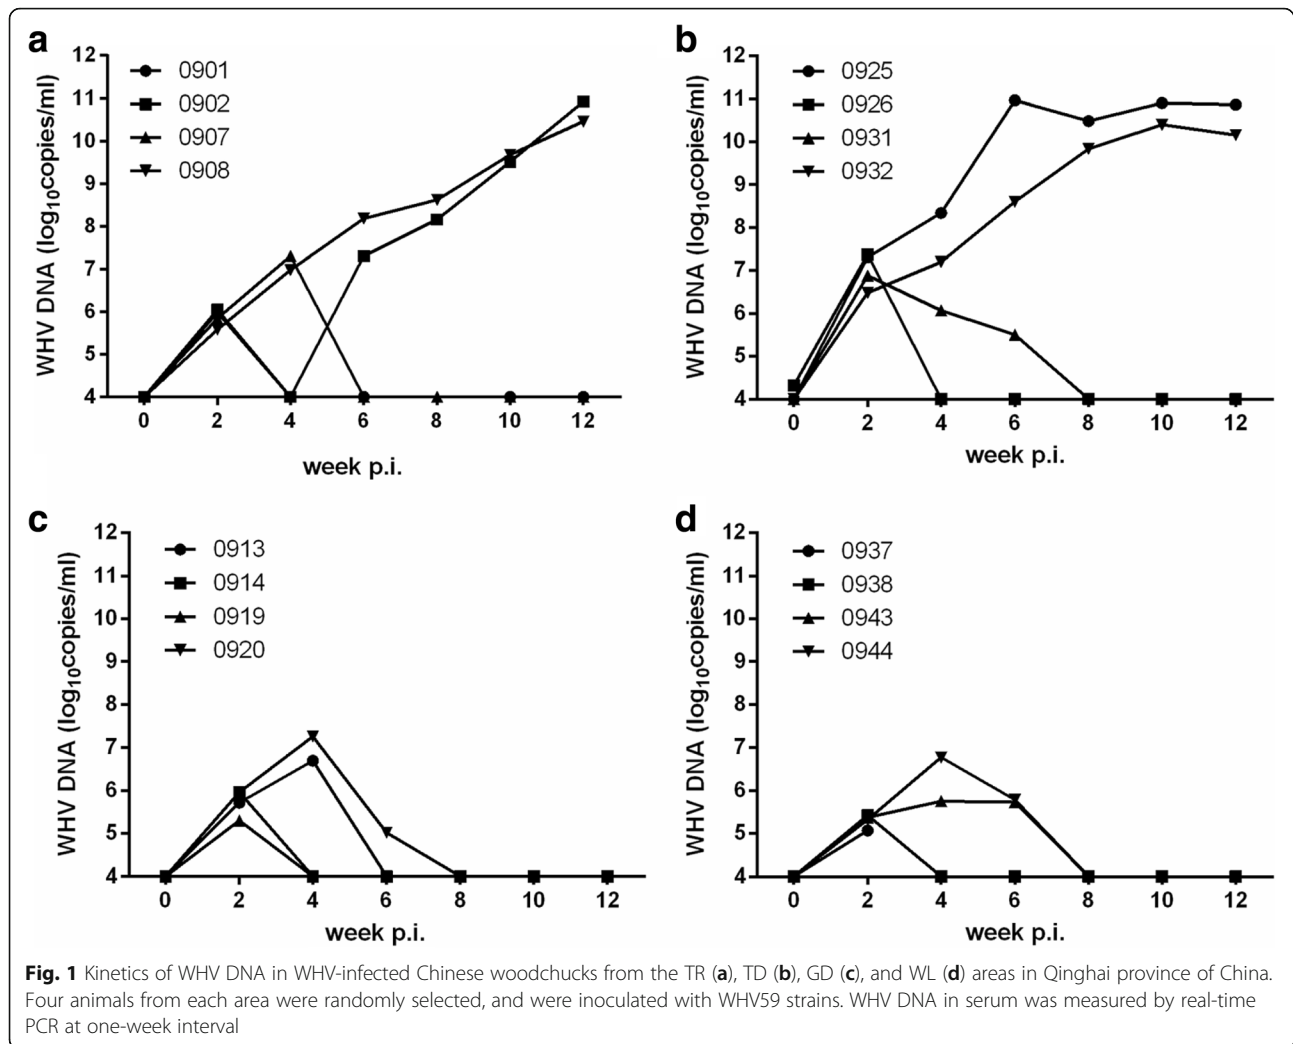 a
12
11
10
9
8
7
6
5
4
WHV DNA (log10copies/ml)
0901
0902
0907
0908
0 2 4 6 8 10 12
week p.i.
b
12
11
10
9
8
7
6
5
4
WHV DNA (log10copies/ml)
0925
0926
0931
0932
0 2 4 6 8 10 12
week p.i.
c
12
11
10
9
8
7
6
5
4
WHV DNA (log10copies/ml)
0913
0914
0919
0920
0 2 4 6 8 10 12
week p.i.
d
12
11
10
9
8
7
6
5
4
WHV DNA (log10copies/ml)
0937
0938
0943
0944
0 2 4 6 8 10 12
week p.i.
Fig. 1 Kinetics of WHV DNA in WHV-infected Chinese woodchucks from the TR (a), TD (b), GD (c), and WL (d) areas in Qinghai province of China.
Four animals from each area were randomly selected, and were inoculated with WHV59 strains. WHV DNA in serum was measured by real-time
PCR at one-week interval